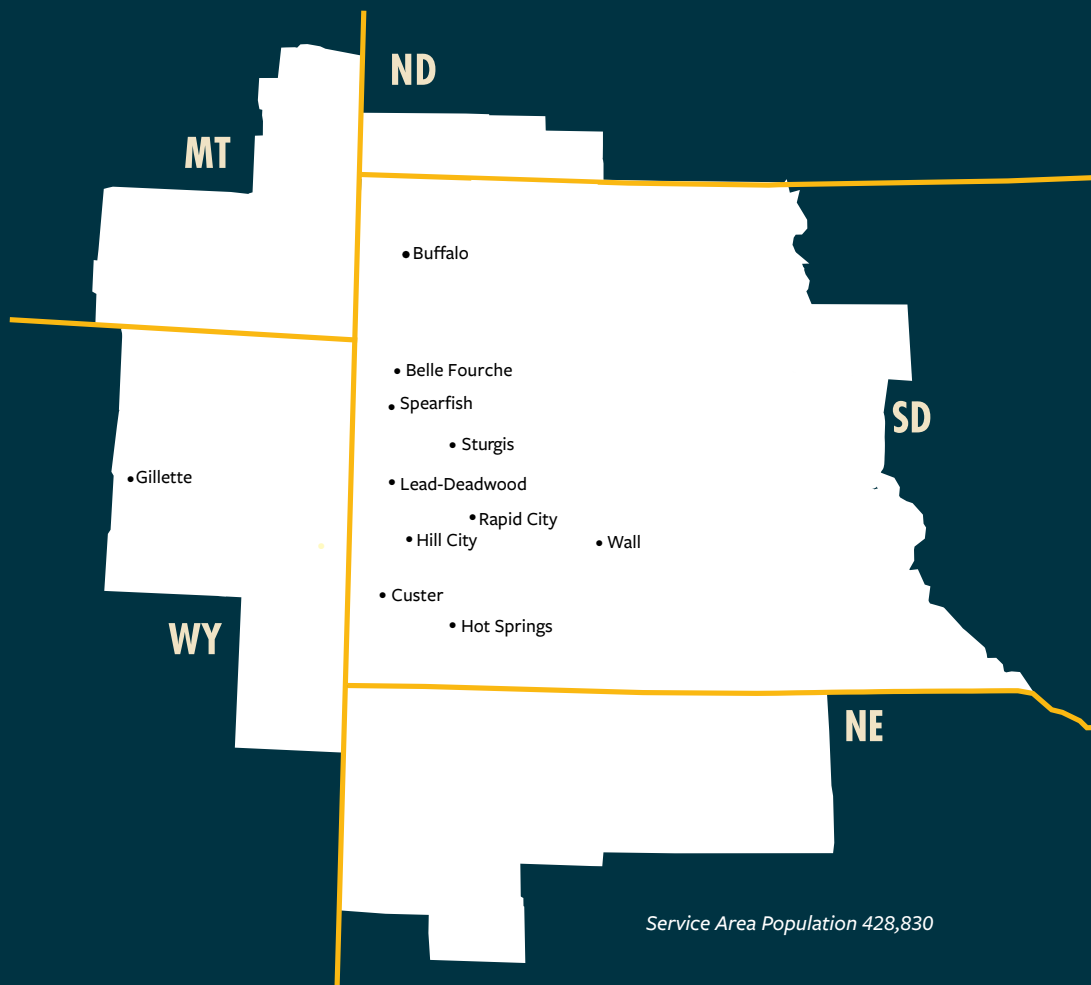 ND
MT
Buffalo
Belle Fourche
Spearfish
SD
Sturgis
Gillette
Lead-Deadwood
Rapid City
Hill City
Wall
Custer
Hot Springs
WY
NE
Service Area Population 428,830